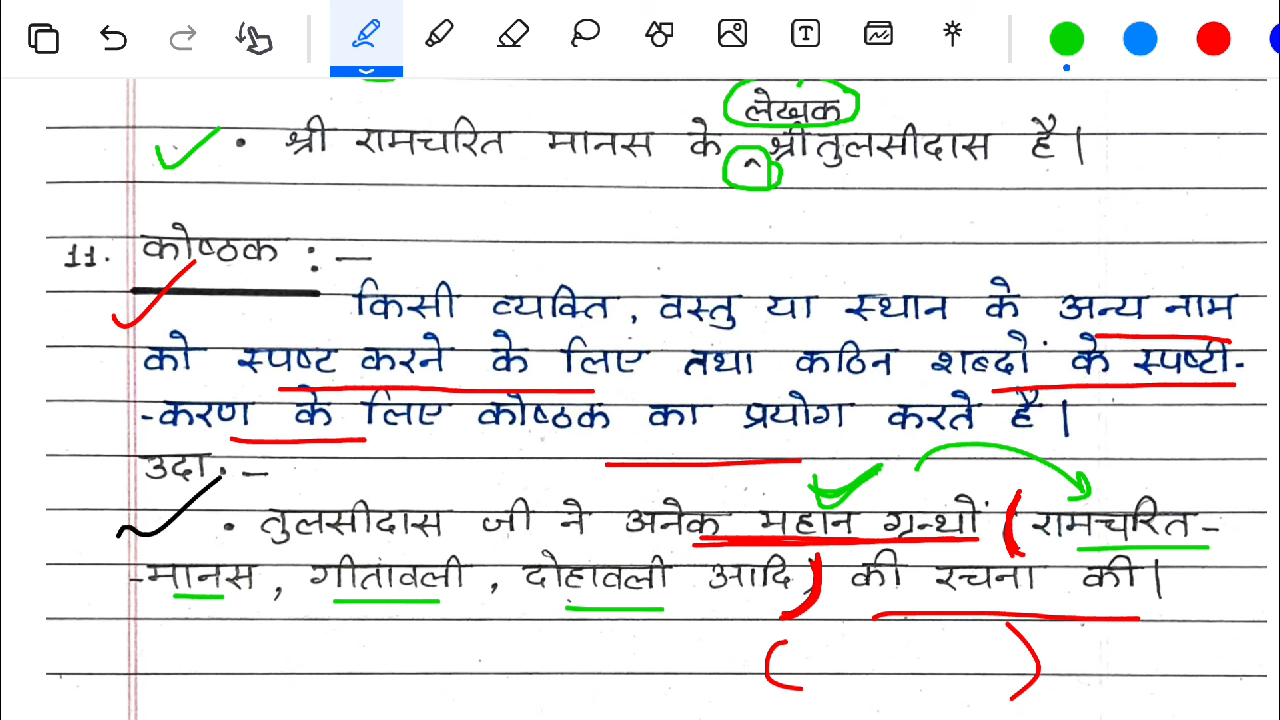 लेखक
• श्री रामचरित मानस के ^ श्रीतुलसीदास है।
11. कोष्ठक :—
किसी व्यक्ति, वस्तु या स्थान के अन्य नाम
को स्पष्ट करने के लिए तथा कठिन शब्दों के स्पष्टी-
-करण के लिए कोष्ठक का प्रयोग करते है।
उदा. –
• तुलसीदास जी ने अनेक महान ग्रन्थों (रामचरित-
-मानस, गीतावली, दोहावली आदि) की रचना की।
( )